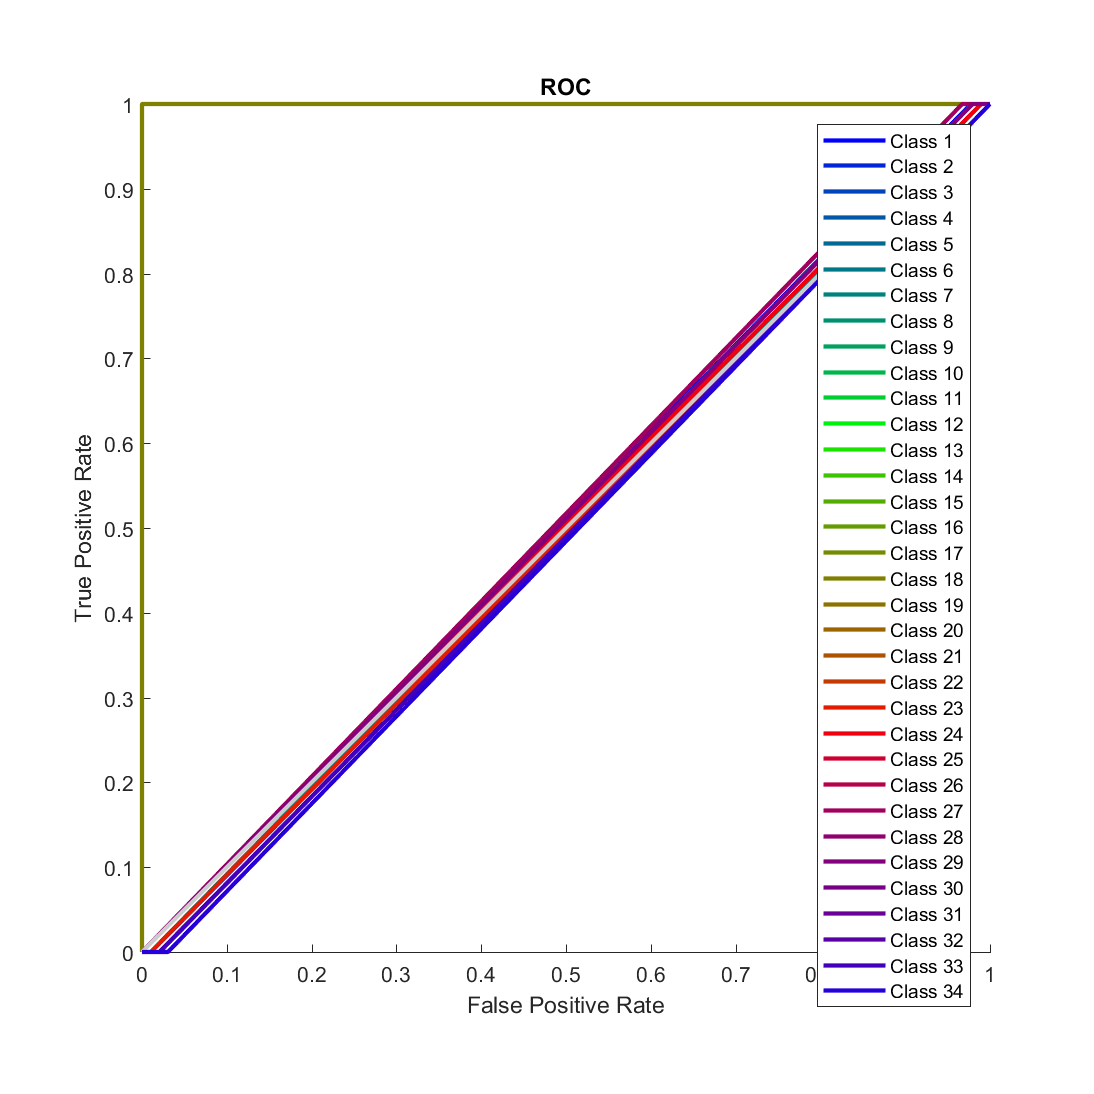 ROC
True Positive Rate
1
0.9
0.8
0.7
0.6
0.5
0.4
0.3
0.2
0.1
0
Class 1
Class 2
Class 3
Class 4
Class 5
Class 6
Class 7
Class 8
Class 9
Class 10
Class 11
Class 12
Class 13
Class 14
Class 15
Class 16
Class 17
Class 18
Class 19
Class 20
Class 21
Class 22
Class 23
Class 24
Class 25
Class 26
Class 27
Class 28
Class 29
Class 30
Class 31
Class 32
Class 33
Class 34
0 0.1 0.2 0.3 0.4 0.5 0.6 0.7 1
False Positive Rate